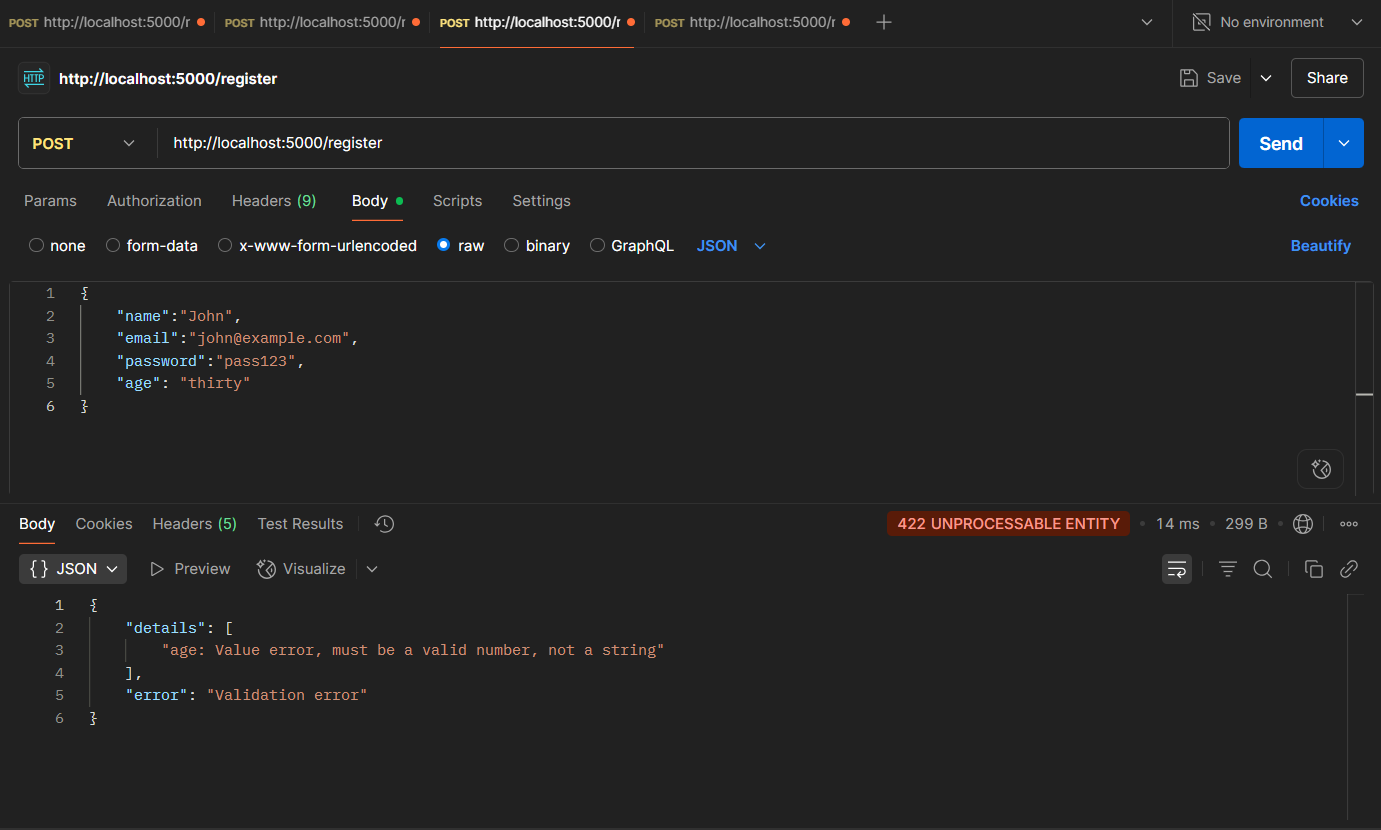 POST http://localhost:5000/r POST http://localhost:5000/r POST http://localhost:5000/r POST http://localhost:5000/r No environment
HTTP http://localhost:5000/register Save Share
POST http://localhost:5000/register Send
Params Authorization Headers (9) Body Scripts Settings Cookies
none form-data x-www-form-urlencoded raw binary GraphQL JSON Beautify
1 {
2 "name":"John",
3 "email":"john@example.com",
4 "password":"pass123",
5 "age": "thirty"
6 }
Body Cookies Headers (5) Test Results 422 UNPROCESSABLE ENTITY 14 ms 299 B
{} JSON Preview Visualize
1 {
2 "details": [
3 "age: Value error, must be a valid number, not a string"
4 ],
5 "error": "Validation error"
6 }